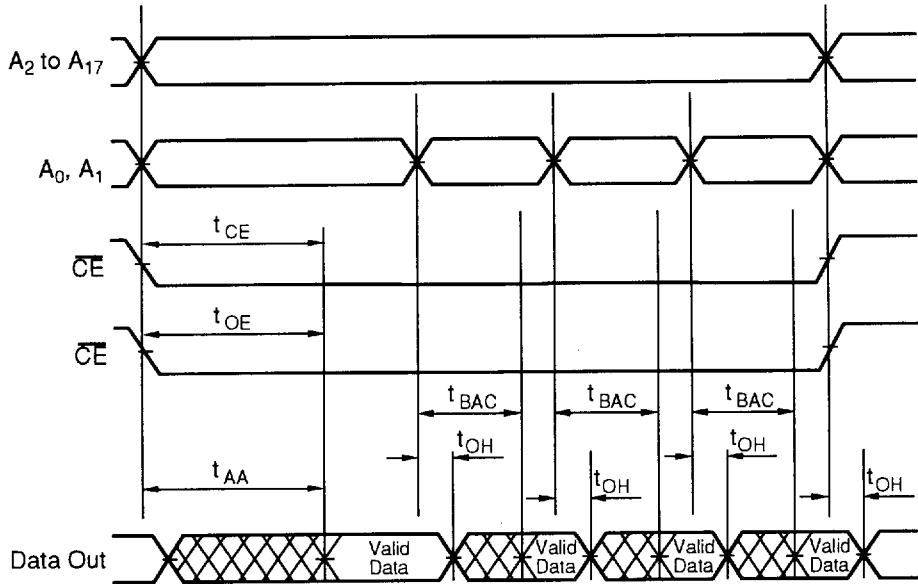 A2 to A17
A0, A1
tCE
CE
tOE
CE
tBAC tBAC tBAC
tOH tOH
tAA tOH tOH
Data Out Valid Data Valid Data Valid Data Valid Data